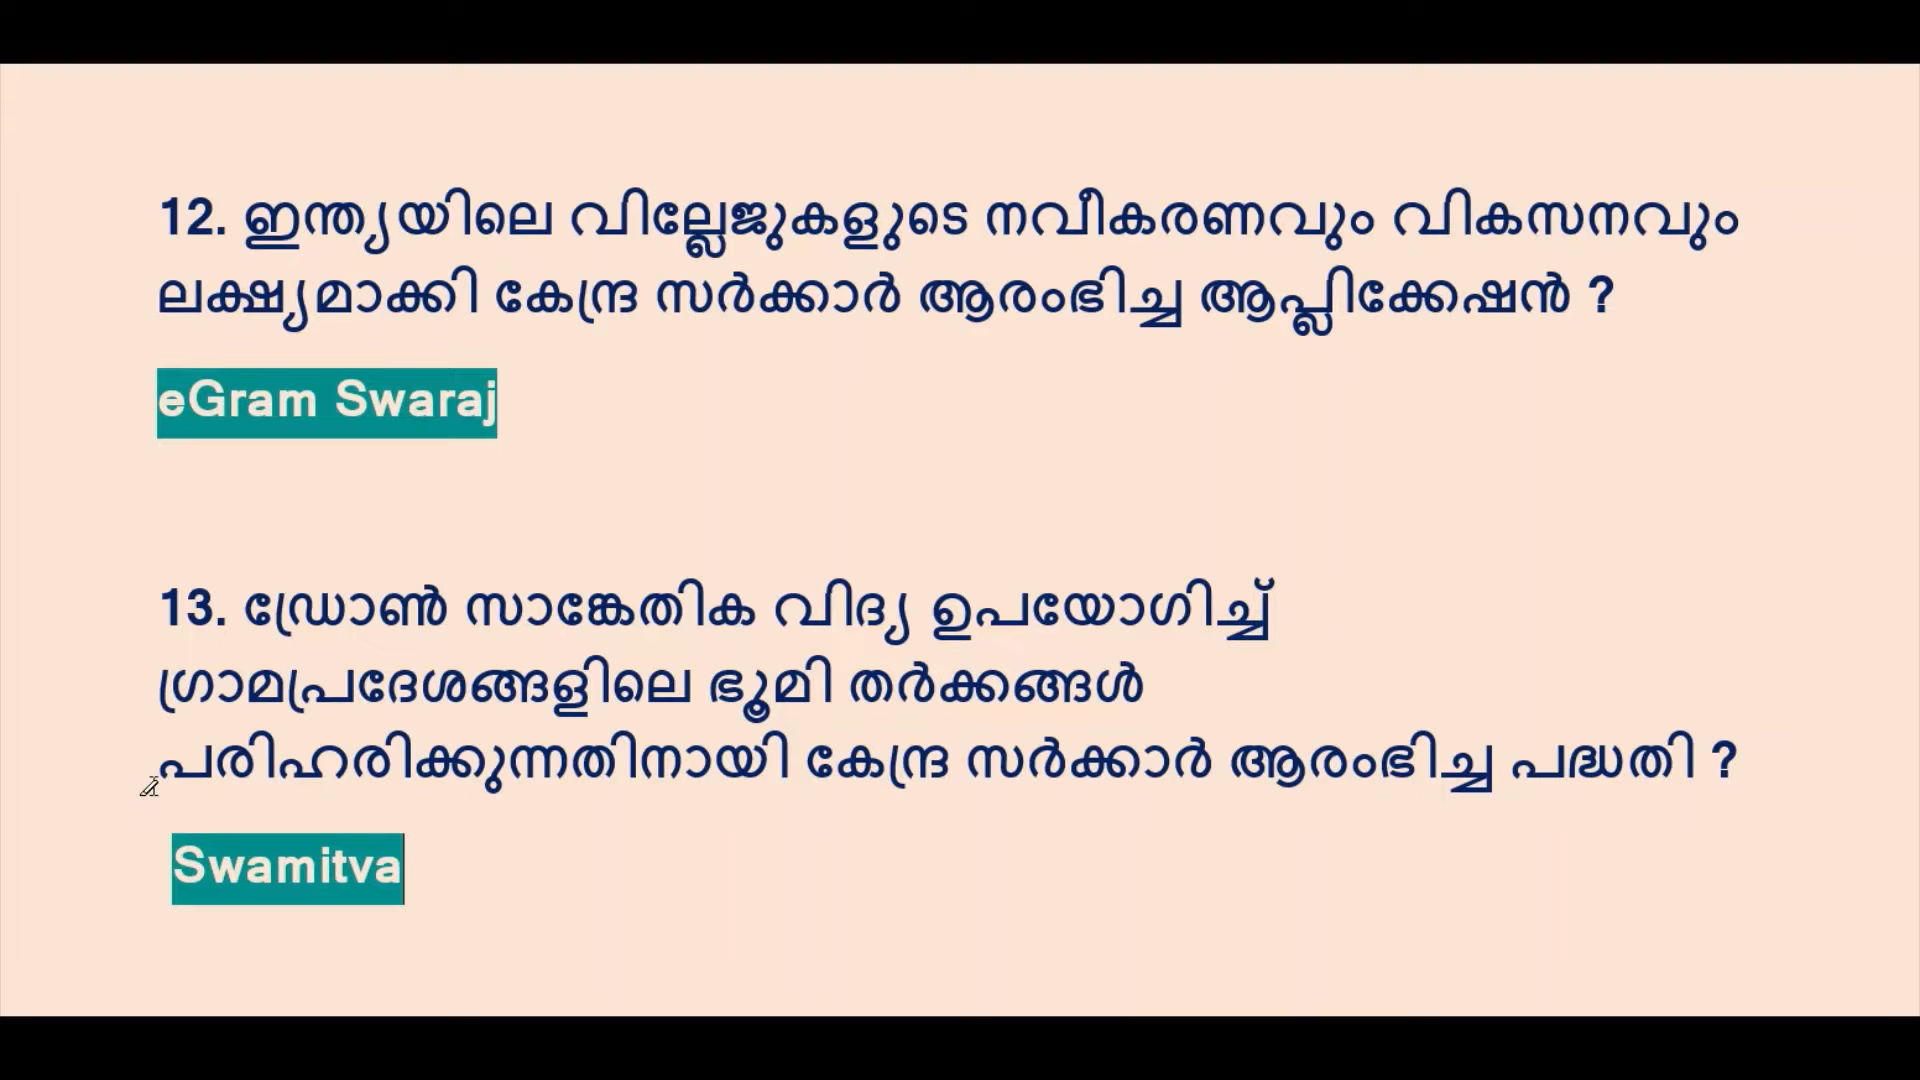 12. ഇന്ത്യയിലെ വില്ലേജുകളുടെ നവീകരണവും വികസനവും
ലക്ഷ്യമാക്കി കേന്ദ്ര സർക്കാർ ആരംഭിച്ച ആപ്ലിക്കേഷൻ ?
eGram Swaraj
13. ഡ്രോൺ സാങ്കേതിക വിദ്യ ഉപയോഗിച്ച്
ഗ്രാമപ്രദേശങ്ങളിലെ ഭൂമി തർക്കങ്ങൾ
പരിഹരിക്കുന്നതിനായി കേന്ദ്ര സർക്കാർ ആരംഭിച്ച പദ്ധതി ?
Swamitva